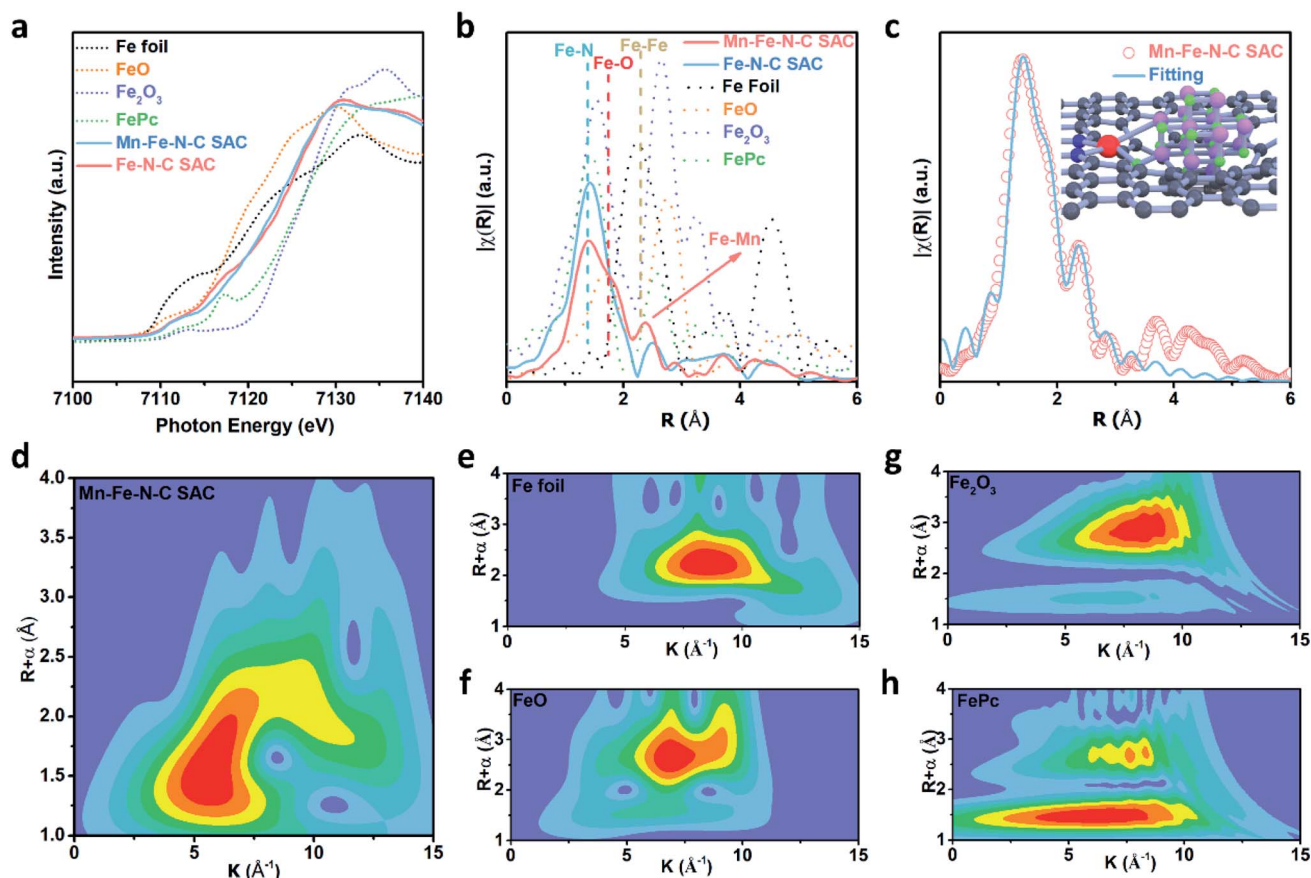 a
Fe foil
FeO
Fe₂O₃
FePc
Mn-Fe-N-C SAC
Fe-N-C SAC
Intensity (a.u.)
7100 7110 7120 7130 7140
Photon Energy (eV)
b
Fe-N
Fe-Fe
Fe-O
Mn-Fe-N-C SAC
Fe-N-C SAC
Fe Foil
FeO
Fe₂O₃
FePc
Fe-Mn
|χ(R)| (a.u.)
0 2 4 6
R (Å)
c
Mn-Fe-N-C SAC
Fitting
|χ(R)| (a.u.)
0 2 4 6
R (Å)
d
Mn-Fe-N-C SAC
R+α (Å)
4.0
3.5
3.0
2.5
2.0
1.5
1.0
0 5 10 15
K (Å⁻¹)
e
Fe foil
R+α (Å)
4
3
2
1
0 5 10 15
K (Å⁻¹)
f
FeO
R+α (Å)
4
3
2
1
0 5 10 15
K (Å⁻¹)
g
Fe₂O₃
R+α (Å)
4
3
2
1
0 5 10 15
K (Å⁻¹)
h
FePc
R+α (Å)
4
3
2
1
0 5 10 15
K (Å⁻¹)